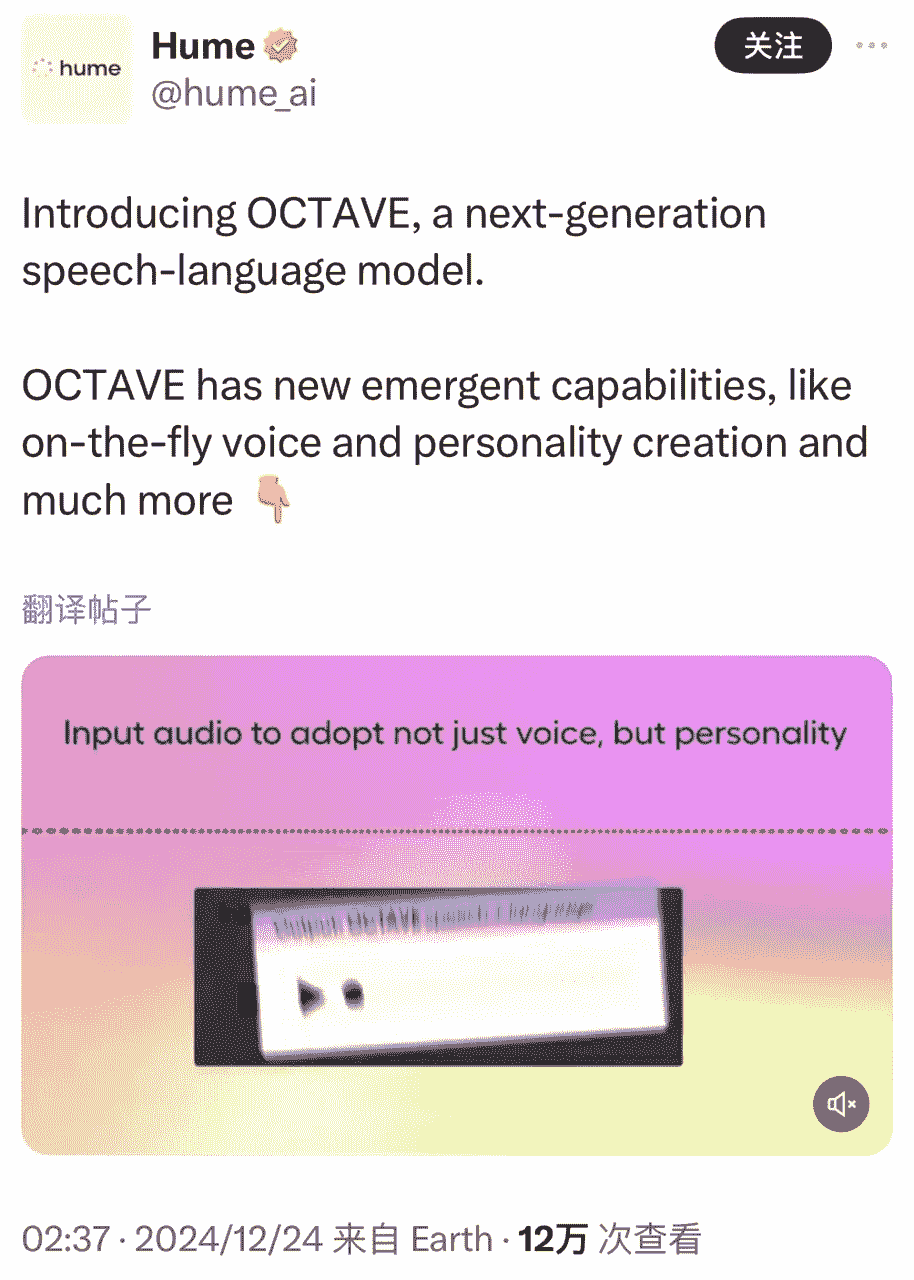 hume
Hume
@hume_ai
关注
Introducing OCTAVE, a next-generation
speech-language model.
OCTAVE has new emergent capabilities, like
on-the-fly voice and personality creation and
much more 👇🏻
翻译帖子
Input audio to adopt not just voice, but personality
02:37 · 2024/12/24 来自 Earth · 12万 次查看